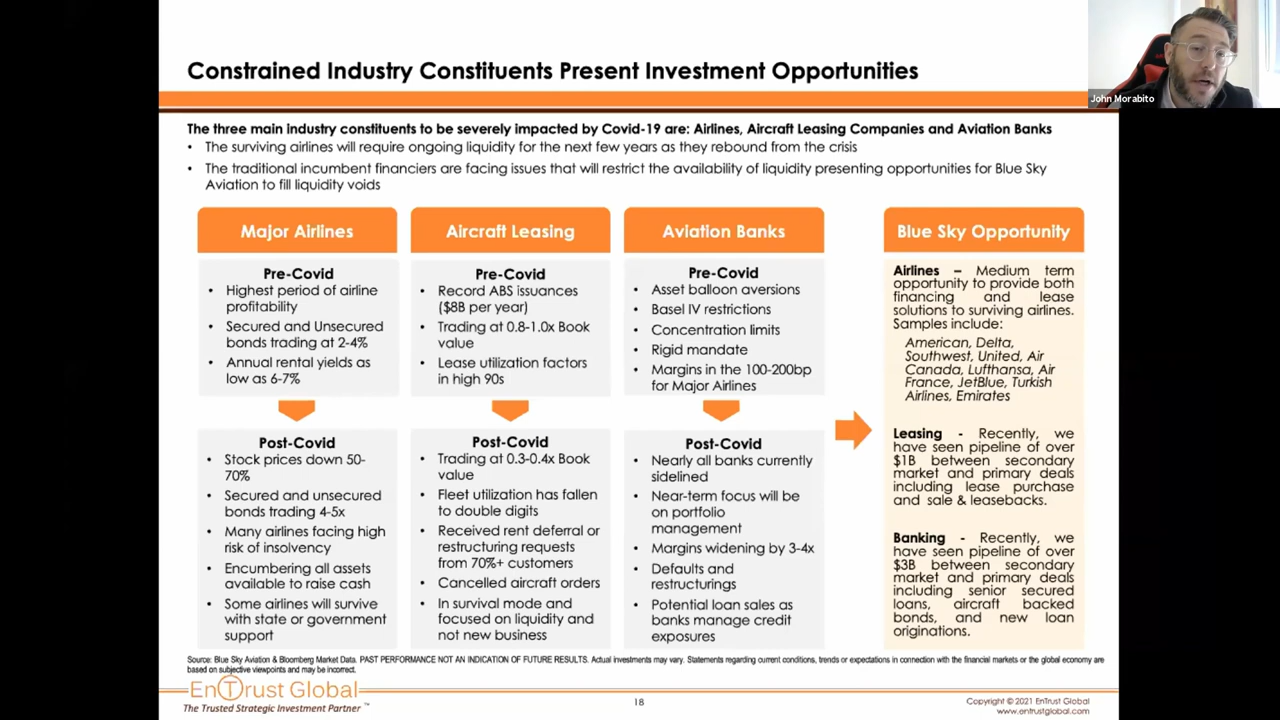 Constrained Industry Constituents Present Investment Opportunities
John Morabito
The three main industry constituents to be severely impacted by Covid-19 are: Airlines, Aircraft Leasing Companies and Aviation Banks
• The surviving airlines will require ongoing liquidity for the next few years as they rebound from the crisis
• The traditional incumbent financiers are facing issues that will restrict the availability of liquidity presenting opportunities for Blue Sky
Aviation to fill liquidity voids
Major Airlines
Pre-Covid
• Highest period of airline
profitability
• Secured and Unsecured
bonds trading at 2-4%
• Annual rental yields as
low as 6-7%
Post-Covid
• Stock prices down 50-
70%
• Secured and unsecured
bonds trading 4-5x
• Many airlines facing high
risk of insolvency
• Encumbering all assets
available to raise cash
• Some airlines will survive
with state or government
support
Aircraft Leasing
Pre-Covid
• Record ABS issuances
($8B per year)
• Trading at 0.8-1.0x Book
value
• Lease utilization factors
in high 90s
Post-Covid
• Trading at 0.3-0.4x Book
value
• Fleet utilization has fallen
to double digits
• Received rent deferral or
restructuring requests
from 70%+ customers
• Cancelled aircraft orders
• In survival mode and
focused on liquidity and
not new business
Aviation Banks
Pre-Covid
• Asset balloon aversions
• Basel IV restrictions
• Concentration limits
• Rigid mandate
• Margins in the 100-200bp
for Major Airlines
Post-Covid
• Nearly all banks currently
sidelined
• Near-term focus will be
on portfolio
management
• Margins widening by 3-4x
• Defaults and
restructurings
• Potential loan sales as
banks manage credit
exposures
Blue Sky Opportunity
Airlines – Medium term
opportunity to provide both
financing and lease
solutions to surviving airlines.
Samples include:
American, Delta,
Southwest, United, Air
Canada, Lufthansa, Air
France, JetBlue, Turkish
Airlines, Emirates
Leasing - Recently, we
have seen pipeline of over
$1B between secondary
market and primary deals
including lease purchase
and sale & leasebacks.
Banking - Recently, we
have seen pipeline of over
$3B between secondary
market and primary deals
including senior secured
loans, aircraft backed
bonds, and new loan
originations.
Source: Blue Sky Aviation & Bloomberg Market Data. PAST PERFORMANCE NOT AN INDICATION OF FUTURE RESULTS. Actual investments may vary. Statements regarding current conditions, trends or expectations in connection with the financial markets or the global economy are
based on subjective viewpoints and may be incorrect.
EnTrust Global
The Trusted Strategic Investment Partner ™
18
Copyright © 2021 EnTrust Global
www.entrustglobal.com